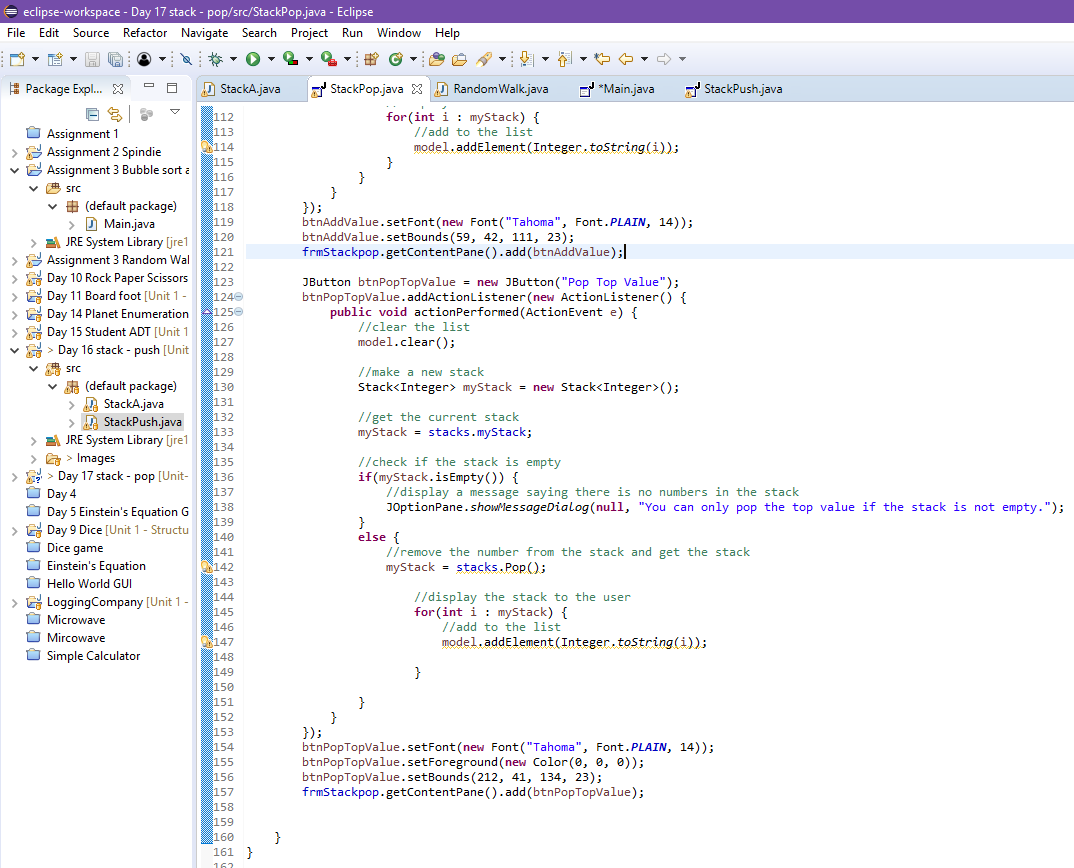 eclipse-workspace - Day 17 stack - pop/src/StackPop.java - Eclipse
File Edit Source Refactor Navigate Search Project Run Window Help
Package Expl...
StackA.java StackPop.java RandomWalk.java *Main.java StackPush.java
Assignment 1
Assignment 2 Spindie
Assignment 3 Bubble sort a
src
(default package)
Main.java
JRE System Library [jre1
Assignment 3 Random Wal
Day 10 Rock Paper Scissors
Day 11 Board foot [Unit 1 -
Day 14 Planet Enumeration
Day 15 Student ADT [Unit 1
> Day 16 stack - push [Unit
src
(default package)
StackA.java
StackPush.java
JRE System Library [jre1
> Images
> Day 17 stack - pop [Unit-
Day 4
Day 5 Einstein's Equation G
Day 9 Dice [Unit 1 - Structu
Dice game
Einstein's Equation
Hello World GUI
LoggingCompany [Unit 1 -
Microwave
Mircowave
Simple Calculator
112 for(int i : myStack) {
113 //add to the list
114 model.addElement(Integer.toString(i));
115 }
116 }
117 }
118 });
119 btnAddValue.setFont(new Font("Tahoma", Font.PLAIN, 14));
120 btnAddValue.setBounds(59, 42, 111, 23);
121 frmStackpop.getContentPane().add(btnAddValue);
122
123 JButton btnPopTopValue = new JButton("Pop Top Value");
124 btnPopTopValue.addActionListener(new ActionListener() {
125 public void actionPerformed(ActionEvent e) {
126 //clear the list
127 model.clear();
128
129 //make a new stack
130 Stack<Integer> myStack = new Stack<Integer>();
131
132 //get the current stack
133 myStack = stacks.myStack;
134
135 //check if the stack is empty
136 if(myStack.isEmpty()) {
137 //display a message saying there is no numbers in the stack
138 JOptionPane.showMessageDialog(null, "You can only pop the top value if the stack is not empty.");
139 }
140 else {
141 //remove the number from the stack and get the stack
142 myStack = stacks.Pop();
143
144 //display the stack to the user
145 for(int i : myStack) {
146 //add to the list
147 model.addElement(Integer.toString(i));
148
149 }
150
151 }
152 }
153 });
154 btnPopTopValue.setFont(new Font("Tahoma", Font.PLAIN, 14));
155 btnPopTopValue.setForeground(new Color(0, 0, 0));
156 btnPopTopValue.setBounds(212, 41, 134, 23);
157 frmStackpop.getContentPane().add(btnPopTopValue);
158
159
160 }
161 }
162